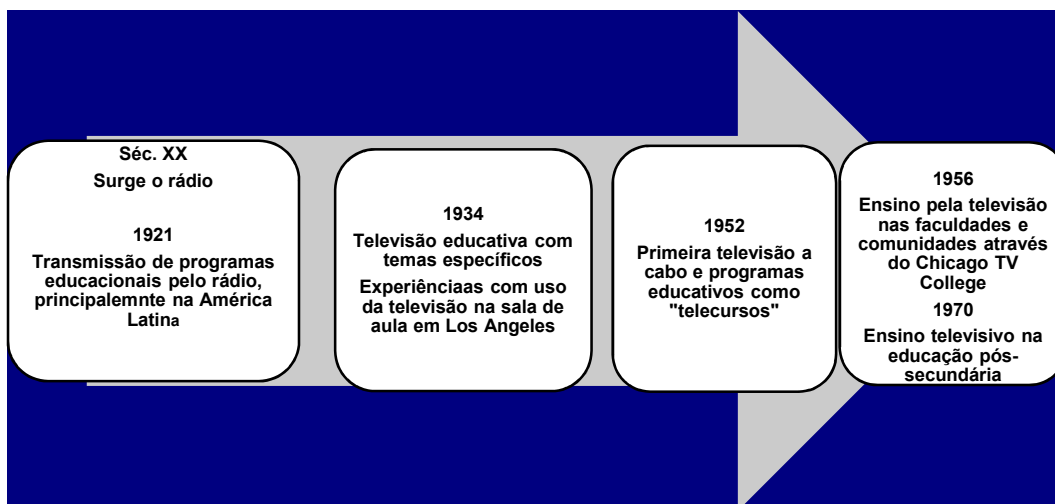 Séc. XX
Surge o rádio
1921
Transmissão de programas
educacionais pelo rádio,
principalemnte na América
Latina
1934
Televisão educativa com
temas específicos
Experiênciaas com uso
da televisão na sala de
aula em Los Angeles
1952
Primeira televisão a
cabo e programas
educativos como
"telecursos"
1956
Ensino pela televisão
nas faculdades e
comunidades através
do Chicago TV
College
1970
Ensino televisivo na
educação pós-
secundária